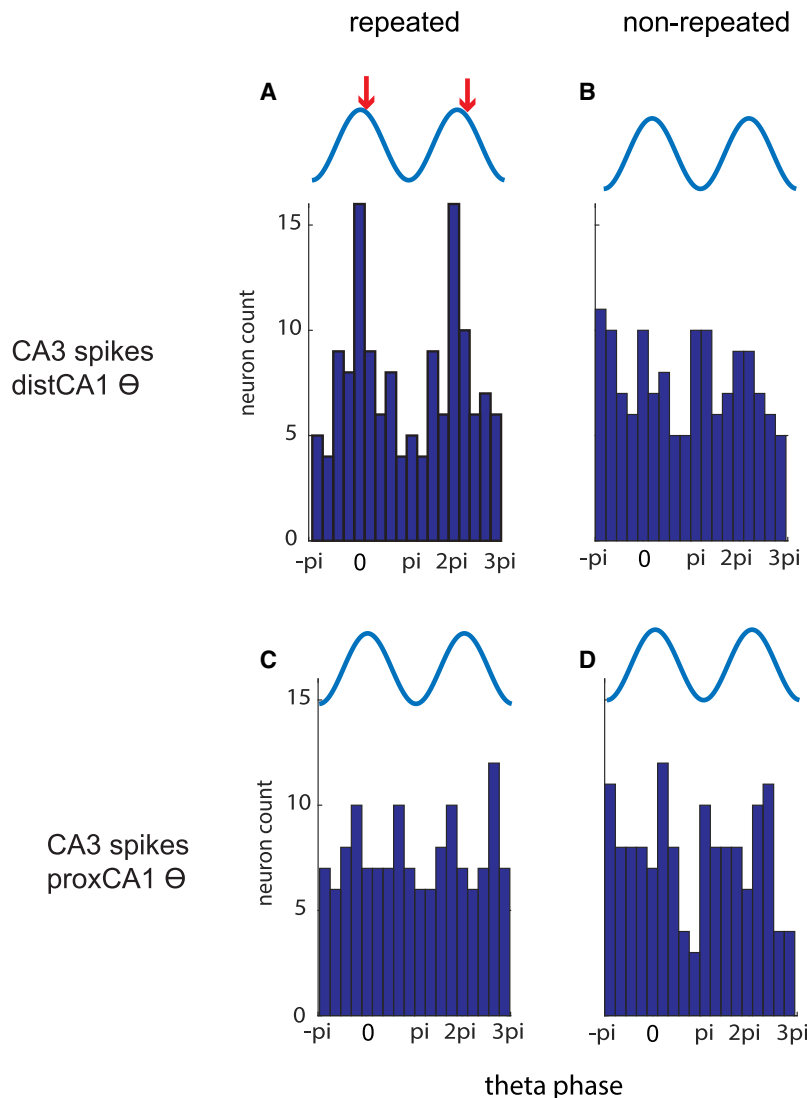 repeated
non-repeated
A
B
15
10
5
0
neuron count
-pi
0
pi
2pi
3pi
-pi
0
pi
2pi
3pi
CA3 spikes
distCA1 Θ
C
D
15
10
5
0
neuron count
-pi
0
pi
2pi
3pi
-pi
0
pi
2pi
3pi
CA3 spikes
proxCA1 Θ
theta phase